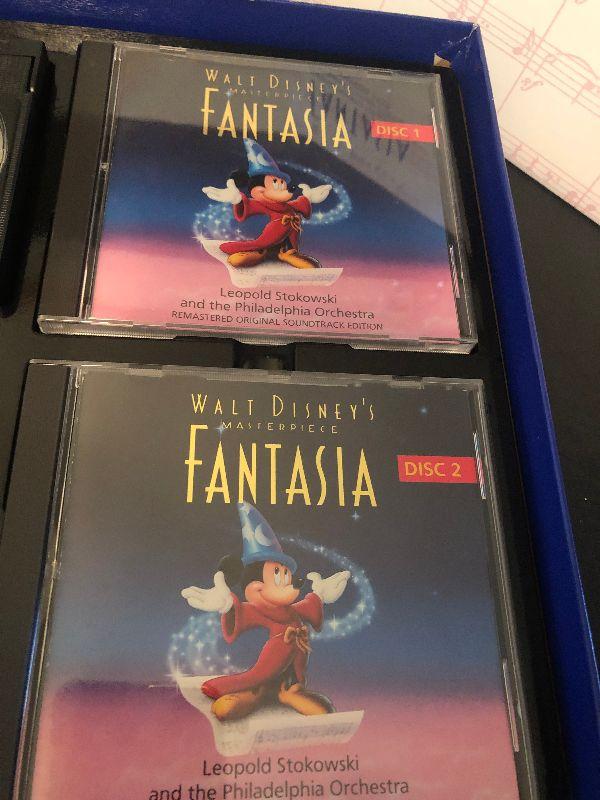 WALT DISNEY'S
MASTERPIECE
FANTASIA
DISC 1
Leopold Stokowski
and the Philadelphia Orchestra
REMASTERED ORIGINAL SOUNDTRACK EDITION
WALT DISNEY'S
MASTERPIECE
FANTASIA
DISC 2
Leopold Stokowski
and the Philadelphia Orchestra